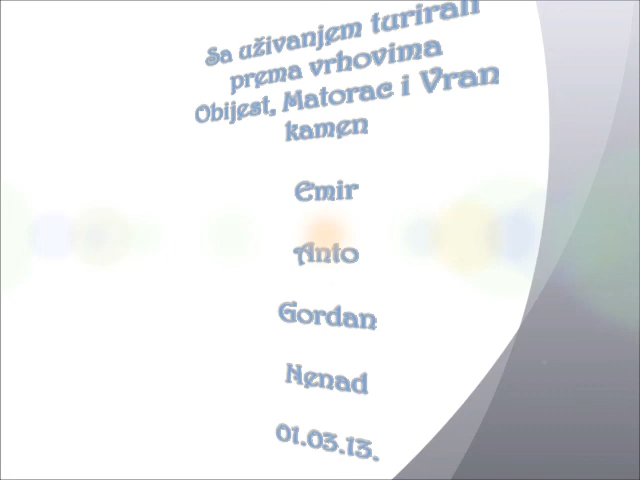 Sa uživanjem turirali
prema vrhovima
Obijest, Matorac i Vran
kamen
Emir
Anto
Gordan
Nenad
01.03.13.